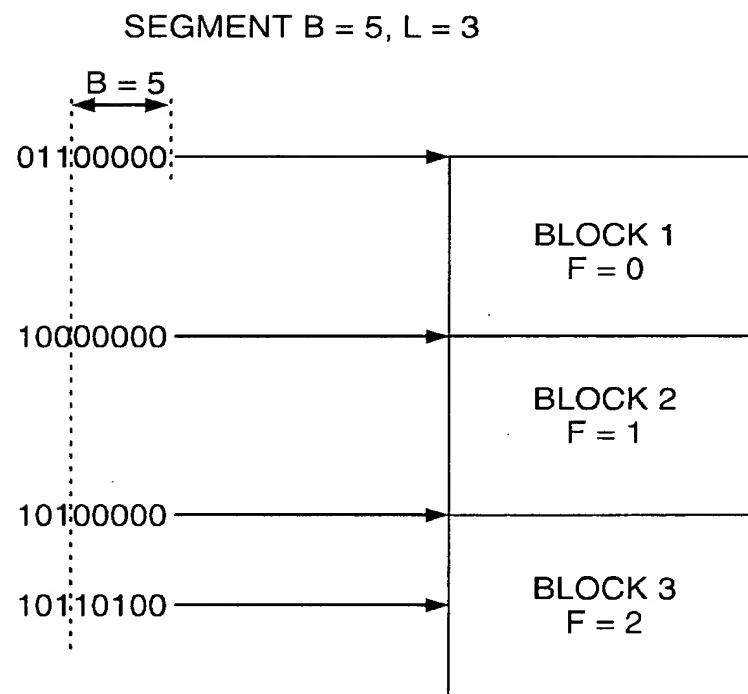 SEGMENT B = 5, L = 3
B = 5
01100000
BLOCK 1
F = 0
10000000
BLOCK 2
F = 1
10100000
10110100
BLOCK 3
F = 2